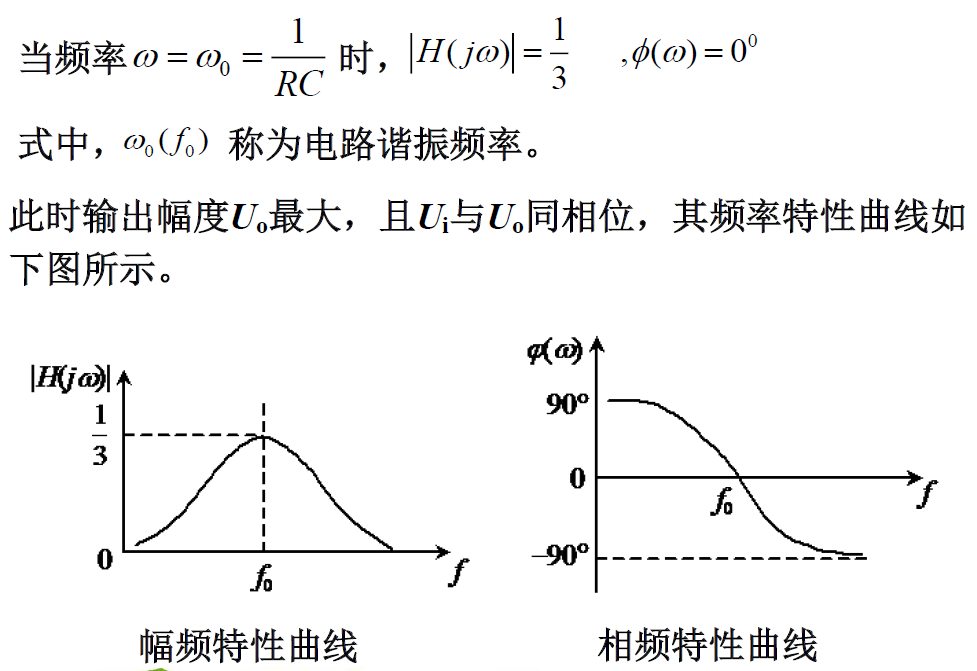 当频率 ω = ω₀ = 1/RC 时，|H(jω)| = 1/3 ,ϕ(ω) = 0⁰
式中，ω₀(f₀) 称为电路谐振频率。
此时输出幅度Uₒ最大，且Uᵢ与Uₒ同相位，其频率特性曲线如
下图所示。
|H(jω)|
1/3
0
f₀
f
幅频特性曲线
φ(ω)
90°
0
f₀
f
–90°
相频特性曲线